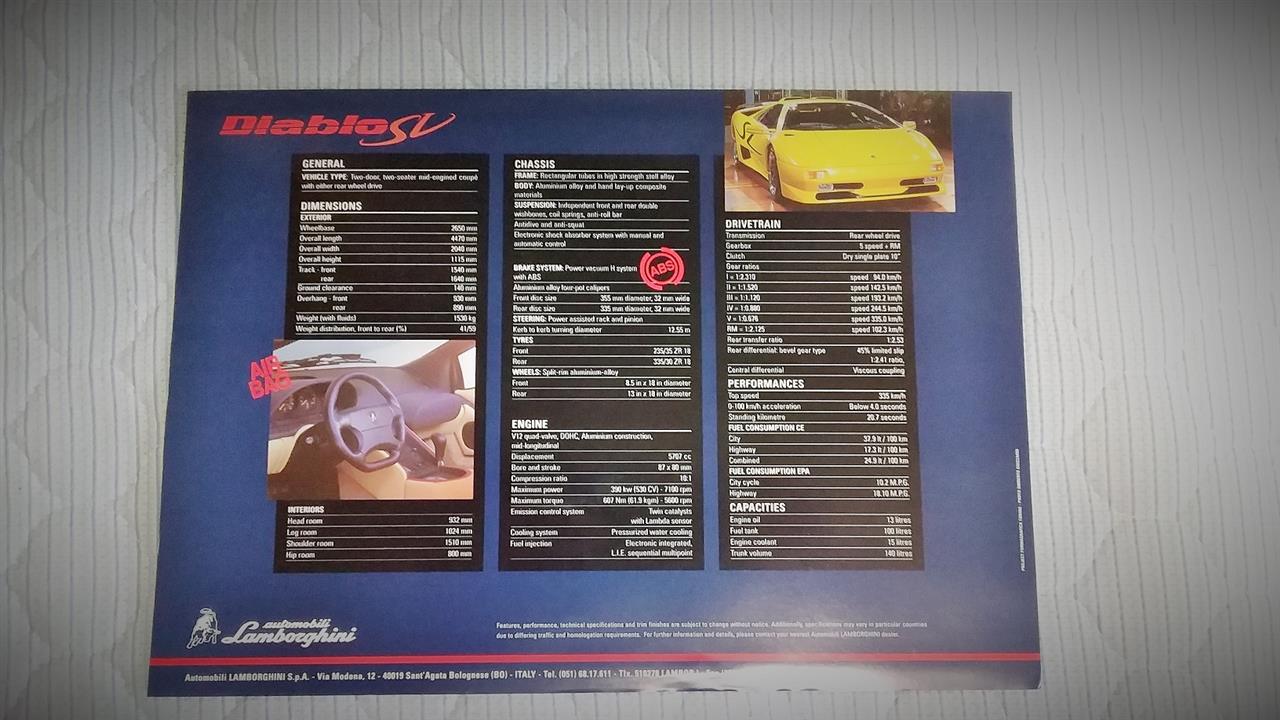 Diablo SV
GENERAL
VEHICLE TYPE: Two-door, two-seater mid-engined coupé
with either rear wheel drive
DIMENSIONS
EXTERIOR
Wheelbase 2650 mm
Overall length 4470 mm
Overall width 2040 mm
Overall height 1115 mm
Track - front 1540 mm
rear 1640 mm
Ground clearance 140 mm
Overhang - front 930 mm
rear 890 mm
Weight (with fluids) 1530 kg
Weight distribution, front to rear (%) 41/59
AIR
BAG
INTERIORS
Head room 932 mm
Leg room 1024 mm
Shoulder room 1510 mm
Hip room 800 mm
CHASSIS
FRAME: Rectangular tubes in high strength stell alloy
BODY: Aluminium alloy and hand lay-up composite
materials
SUSPENSION: Independent front and rear double
wishbones, coil springs, anti-roll bar
Antidive and anti-squat
Electronic shock absorber system with manual and
automatic control
BRAKE SYSTEM: Power vacuum H system
with ABS
ABS
Aluminium alloy four-pot calipers
Front disc size 355 mm diameter, 32 mm wide
Rear disc size 335 mm diameter, 32 mm wide
STEERING: Power assisted rack and pinion
Kerb to kerb turning diameter 12.55 m
TYRES
Front 235/35 ZR 18
Rear 335/30 ZR 18
WHEELS: Split-rim aluminium-alloy
Front 8.5 in x 18 in diameter
Rear 13 in x 18 in diameter
ENGINE
V12 quad-valve, DOHC, Aluminium construction,
mid-longitudinal
Displacement 5707 cc
Bore and stroke 87 x 80 mm
Compression ratio 10:1
Maximum power 390 kw (530 CV) - 7100 rpm
Maximum torque 607 Nm (61.9 kgm) - 5600 rpm
Emission control system Twin catalysts
with Lambda sensor
Cooling system Pressurized water cooling
Fuel injection Electronic integrated,
L.I.E. sequential multipoint
DRIVETRAIN
Transmission Rear wheel drive
Gearbox 5 speed + RM
Clutch Dry single plate 10"
Gear ratios
I = 1:2.310 speed 94.0 km/h
II = 1:1.520 speed 142.5 km/h
III = 1:1.120 speed 193.2 km/h
IV = 1:0.880 speed 244.5 km/h
V = 1:0.676 speed 335.0 km/h
RM = 1:2.125 speed 102.3 km/h
Rear transfer ratio 1:2.53
Rear differential: bevel gear type 45% limited slip
1:2.41 ratio,
Central differential Viscous coupling
PERFORMANCES
Top speed 335 km/h
0-100 km/h acceleration Below 4.0 seconds
Standing kilometre 20.7 seconds
FUEL CONSUMPTION CE
City 37.9 lt / 100 km
Highway 17.3 lt / 100 km
Combined 24.9 lt / 100 km
FUEL CONSUMPTION EPA
City cycle 10.2 M.P.G.
Highway 18.10 M.P.G.
CAPACITIES
Engine oil 13 litres
Fuel tank 100 litres
Engine coolant 15 litres
Trunk volume 140 litres
automobili
Lamborghini
Features, performance, technical specifications and trim finishes are subject to change without notice. Additionally, specifications may vary in particular countries
due to differing traffic and homologation requirements. For further information and details, please contact your nearest Automobili LAMBORGHINI dealer.
Automobili LAMBORGHINI S.p.A. - Via Modena, 12 - 40019 Sant'Agata Bolognese (BO) - ITALY - Tel. (051) 68.17.611 - Tlx.